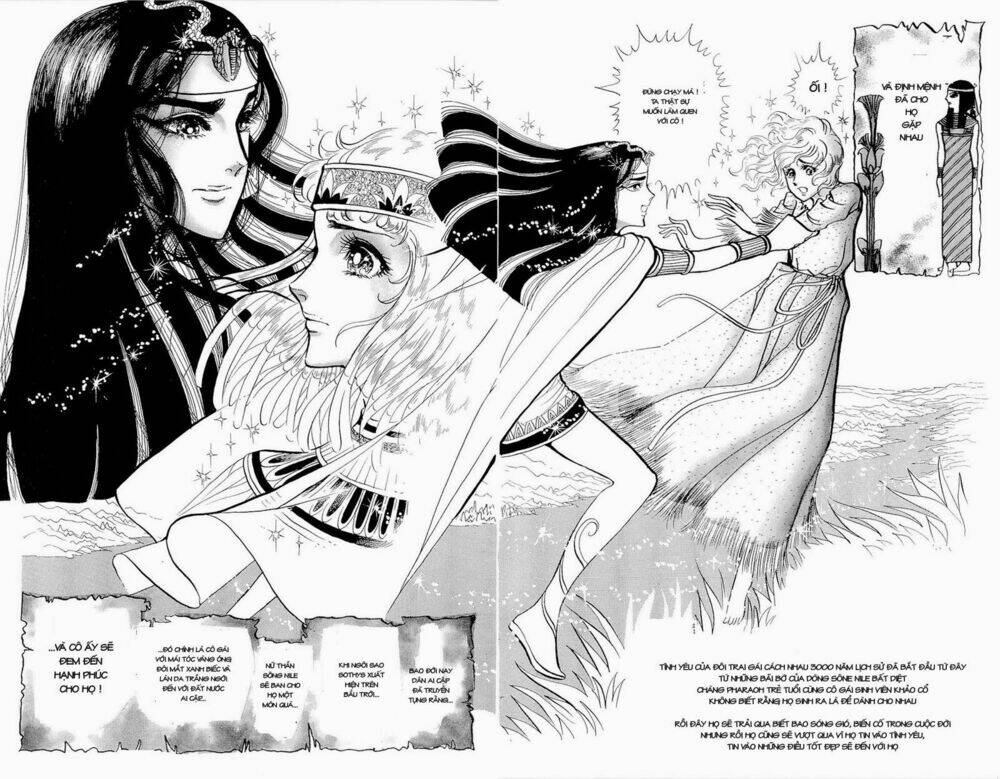 VÀ ĐỊNH MỆNH
ĐÃ CHO
HỌ
GẶP
NHAU
ỐI !
ĐỪNG CHẠY MÀ !
TA THẬT SỰ
MUỐN LÀM QUEN
VỚI CÔ !
BAO ĐỜI NAY
DÂN AI CẬP
ĐÃ TRUYỀN
TỤNG RẰNG...
KHI NGÔI SAO
SOTHYS XUẤT
HIỆN TRÊN
BẦU TRỜI...
NỮ THẦN
SÔNG NILE
SẼ BAN CHO
HỌ MỘT
MÓN QUÀ...
...ĐÓ CHÍNH LÀ CÔ GÁI
VỚI MÁI TÓC VÀNG ÓNG
ĐÔI MẮT XANH BIẾC VÀ
LÀN DA TRẮNG NGỜI
ĐẾN VỚI ĐẤT NƯỚC
AI CẬP...
...VÀ CÔ ẤY SẼ
ĐEM ĐẾN
HẠNH PHÚC
CHO HỌ !
TÌNH YÊU CỦA ĐÔI TRAI GÁI CÁCH NHAU 3000 NĂM LỊCH SỬ ĐÃ BẮT ĐẦU TỪ ĐÂY
TỪ NHỮNG BÃI BỜ CỦA DÒNG SÔNE NILE BẤT DIỆT
CHÀNG PHARAOH TRẺ TUỔI CÙNG CÔ GÁI SINH VIÊN KHẢO CỔ
KHÔNG BIẾT RẰNG HỌ SINH RA LÀ ĐỂ DÀNH CHO NHAU
RỒI ĐÂY HỌ SẼ TRẢI QUA BIẾT BAO SÓNG GIÓ, BIẾN CỐ TRONG CUỘC ĐỜI
NHƯNG RỒI HỌ CŨNG SẼ VƯỢT QUA VÌ HỌ TIN VÀO TÌNH YÊU,
TIN VÀO NHỮNG ĐIỀU TỐT ĐẸP SẼ ĐẾN VỚI HỌ